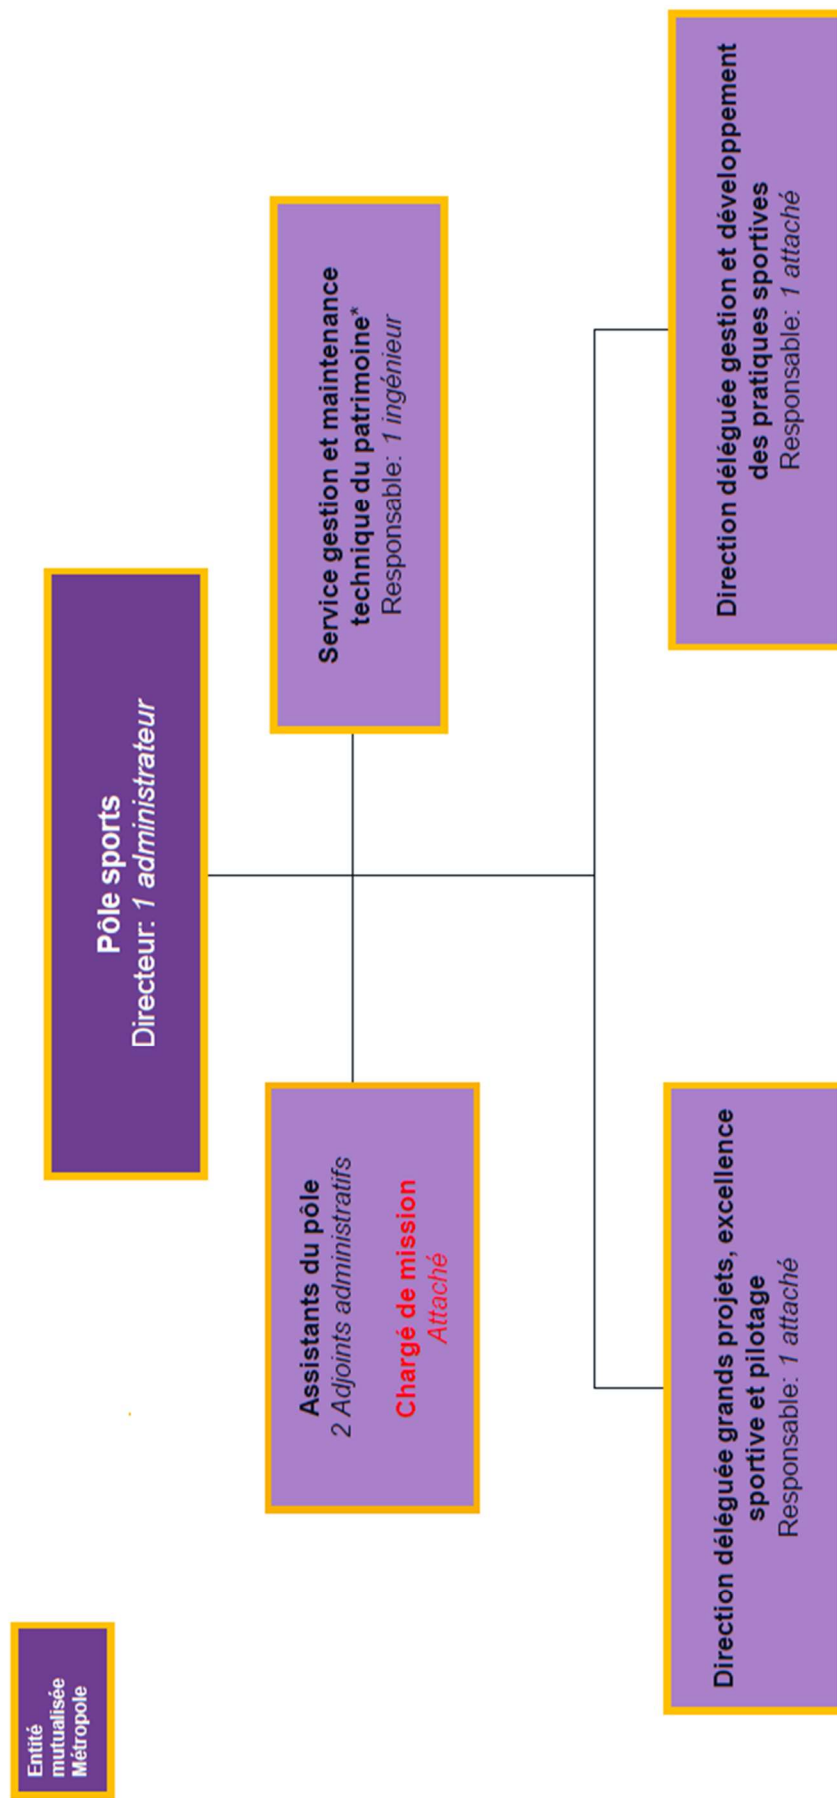 Entité
mutualisée
Métropole
Pôle sports
Directeur: 1 administrateur
Assistants du pôle
2 Adjoints administratifs
Chargé de mission
Attaché
Service gestion et maintenance
technique du patrimoine*
Responsable: 1 ingénieur
Direction déléguée grands projets, excellence
sportive et pilotage
Responsable: 1 attaché
Direction déléguée gestion et développement
des pratiques sportives
Responsable: 1 attaché